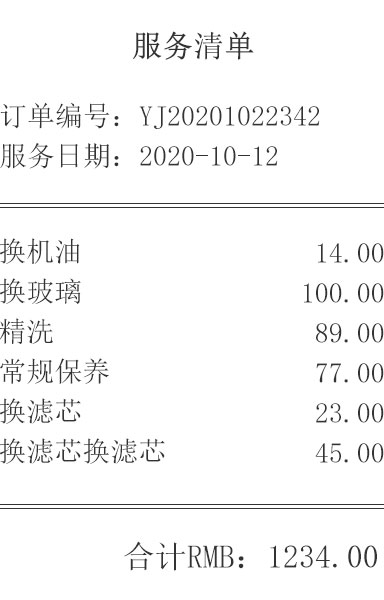 服务清单
订单编号：YJ20201022342
服务日期：2020-10-12
换机油 14.00
换玻璃 100.00
精洗 89.00
常规保养 77.00
换滤芯 23.00
换滤芯换滤芯 45.00
合计RMB：1234.00